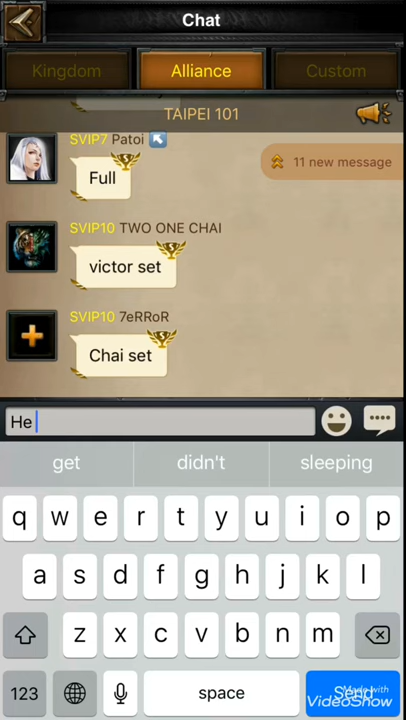 Chat
Kingdom Alliance Custom
TAIPEI 101
SVIP7 Patoi
11 new message
Full
SVIP10 TWO ONE CHAI
victor set
SVIP10 7eRRoR
Chai set
He
get didn't sleeping
q w e r t y u i o p
a s d f g h j k l
z x c v b n m
123 space Send
Made with
VideoShow